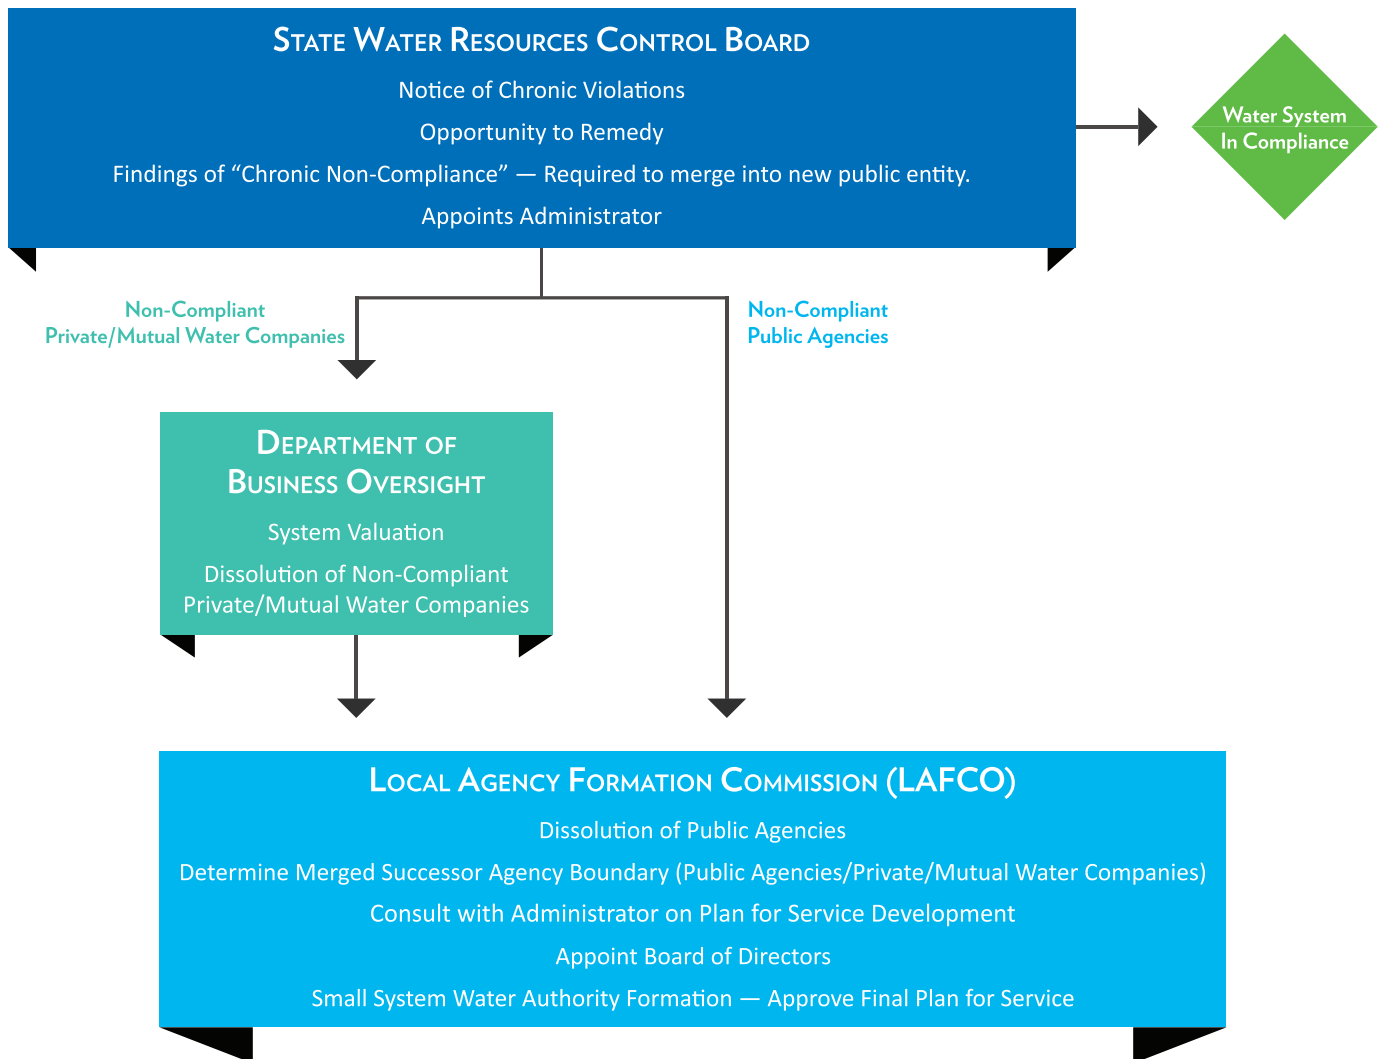 STATE WATER RESOURCES CONTROL BOARD
Notice of Chronic Violations
Opportunity to Remedy
Findings of “Chronic Non-Compliance” — Required to merge into new public entity.
Appoints Administrator
Water System
In Compliance
Non-Compliant
Private/Mutual Water Companies
Non-Compliant
Public Agencies
DEPARTMENT OF
BUSINESS OVERSIGHT
System Valuation
Dissolution of Non-Compliant
Private/Mutual Water Companies
LOCAL AGENCY FORMATION COMMISSION (LAFCO)
Dissolution of Public Agencies
Determine Merged Successor Agency Boundary (Public Agencies/Private/Mutual Water Companies)
Consult with Administrator on Plan for Service Development
Appoint Board of Directors
Small System Water Authority Formation — Approve Final Plan for Service